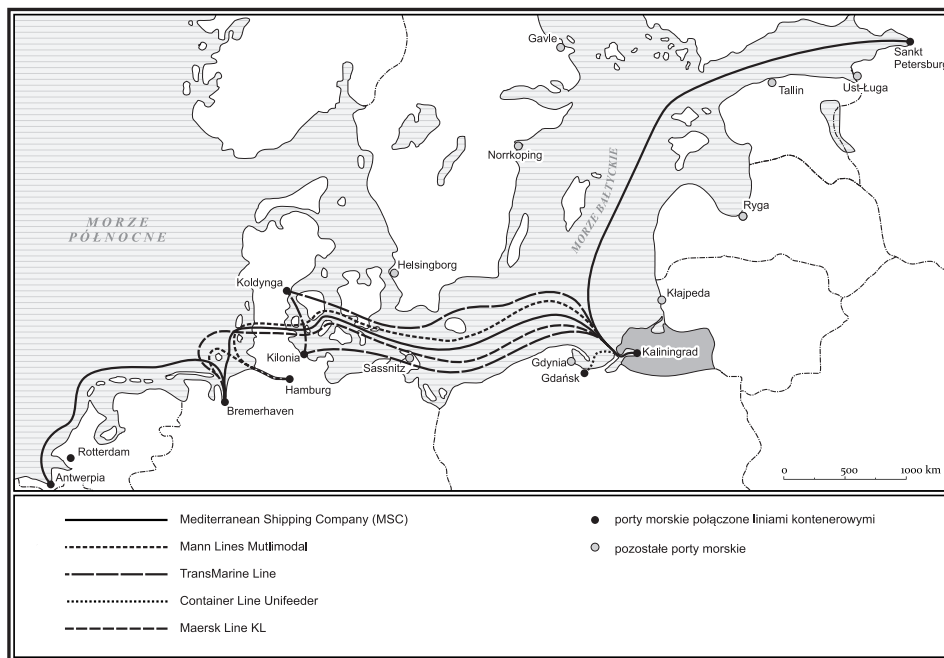 Gavle
Sankt
Petersburg
Tallin
Ust-Ługa
Norrkoping
MORZE BAŁTYCKIE
Ryga
MORZE
PÓŁNOCNE
Helsingborg
Koldynga
Kłajpeda
Kilonia
Sassnitz
Gdynia
Gdańsk
Kaliningrad
Hamburg
Bremerhaven
Rotterdam
Antwerpia
0 500 1000 km
Mediterranean Shipping Company (MSC)
Mann Lines Mutlimodal
TransMarine Line
Container Line Unifeeder
Maersk Line KL
porty morskie połączone liniami kontenerowymi
pozostałe porty morskie